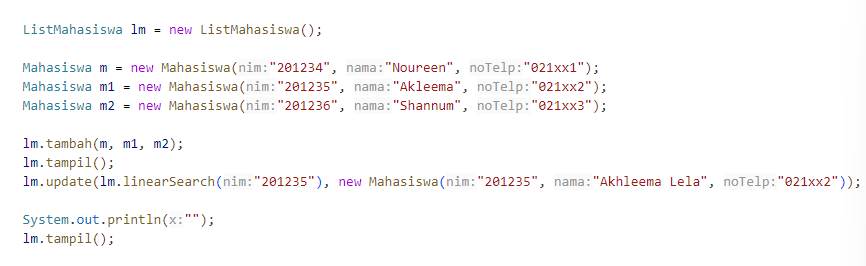 ListMahasiswa lm = new ListMahasiswa();
Mahasiswa m = new Mahasiswa(nim:"201234", nama:"Noureen", noTelp:"021xx1");
Mahasiswa m1 = new Mahasiswa(nim:"201235", nama:"Akleema", noTelp:"021xx2");
Mahasiswa m2 = new Mahasiswa(nim:"201236", nama:"Shannum", noTelp:"021xx3");
lm.tambah(m, m1, m2);
lm.tampil();
lm.update(lm.linearSearch(nim:"201235"), new Mahasiswa(nim:"201235", nama:"Akhleema Lela", noTelp:"021xx2"));
System.out.println(x:"");
lm.tampil();